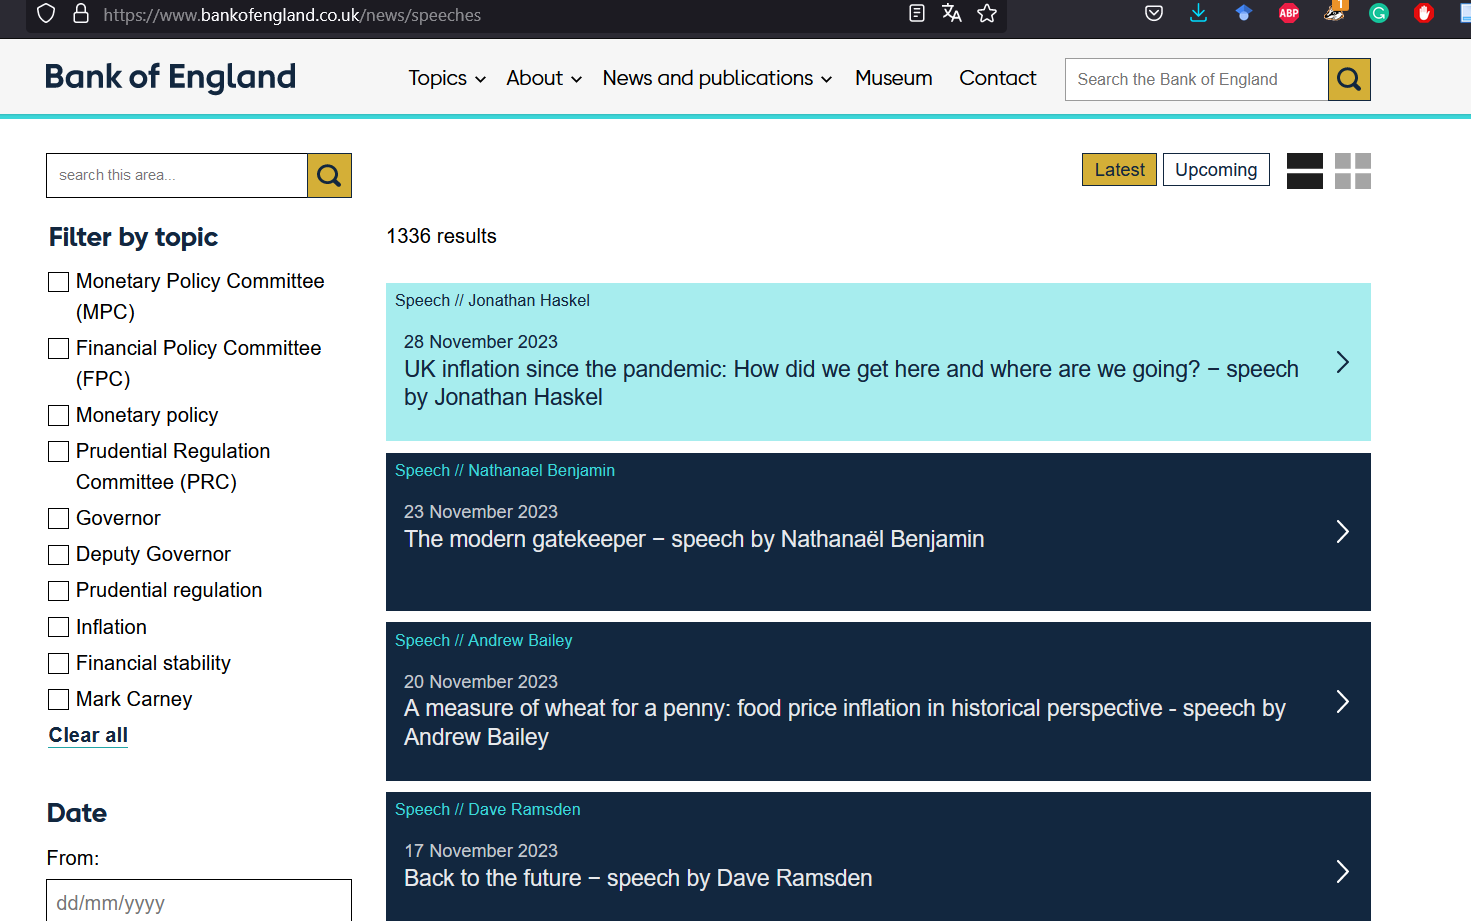 https://www.bankofengland.co.uk/news/speeches
ABP
1
G
Bank of England
Topics
About
News and publications
Museum
Contact
Search the Bank of England
search this area...
Latest
Upcoming
Filter by topic
Monetary Policy Committee
(MPC)
Financial Policy Committee
(FPC)
Monetary policy
Prudential Regulation
Committee (PRC)
Governor
Deputy Governor
Prudential regulation
Inflation
Financial stability
Mark Carney
Clear all
Date
From:
dd/mm/yyyy
1336 results
Speech // Jonathan Haskel
28 November 2023
UK inflation since the pandemic: How did we get here and where are we going? − speech
by Jonathan Haskel
Speech // Nathanael Benjamin
23 November 2023
The modern gatekeeper − speech by Nathanaël Benjamin
Speech // Andrew Bailey
20 November 2023
A measure of wheat for a penny: food price inflation in historical perspective - speech by
Andrew Bailey
Speech // Dave Ramsden
17 November 2023
Back to the future − speech by Dave Ramsden